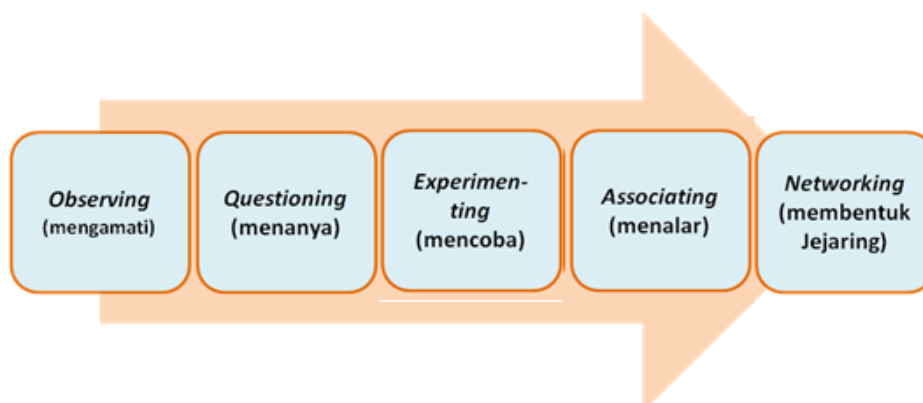 Observing
(mengamati)
Questioning
(menanya)
Experimen-
ting
(mencoba)
Associating
(menalar)
Networking
(membentuk
Jejaring)